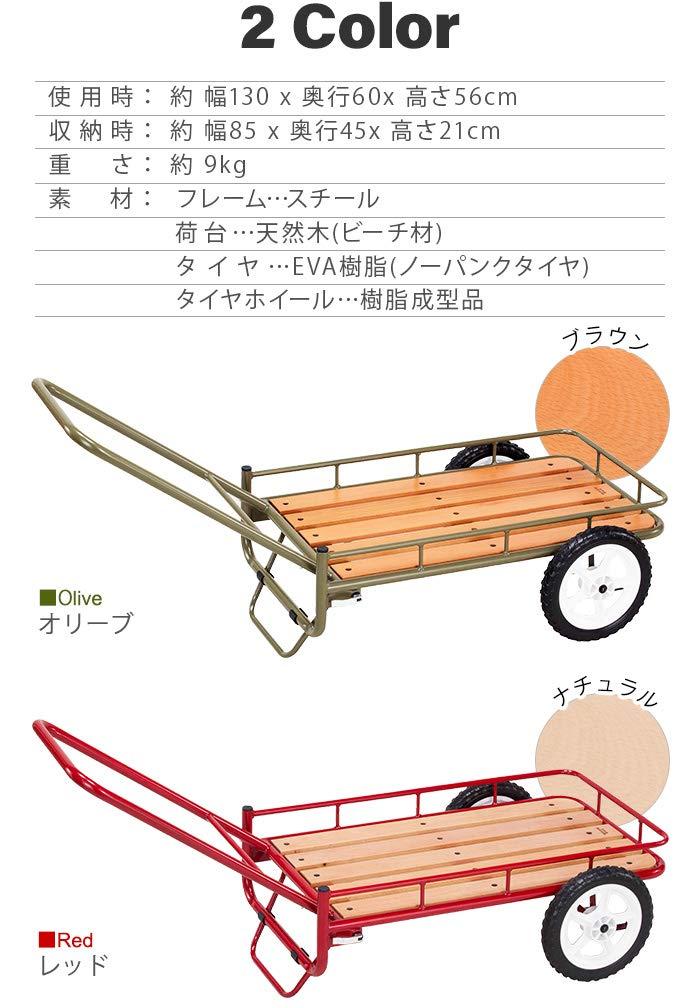 2 Color
使用時： 約 幅130 x 奥行60x 高さ56cm
収納時： 約 幅85 x 奥行45x 高さ21cm
重　さ： 約 9kg
素　材： フレーム…スチール
荷台…天然木(ビーチ材)
タイヤ…EVA樹脂(ノーパンクタイヤ)
タイヤホイール…樹脂成型品
ブラウン
■Olive
オリーブ
ナチュラル
■Red
レッド